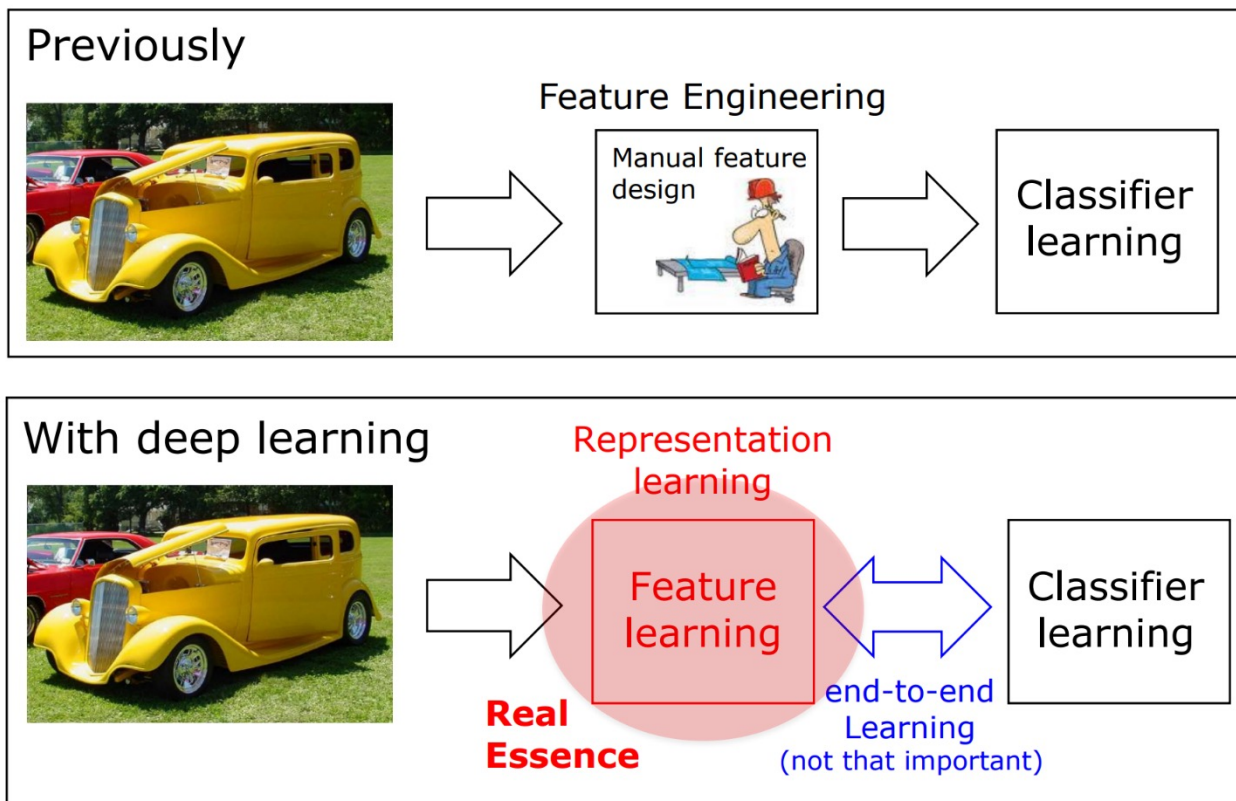 Previously
Feature Engineering
Manual feature
design
Classifier
learning
With deep learning
Representation
learning
Feature
learning
Real
Essence
end-to-end
Learning
(not that important)
Classifier
learning